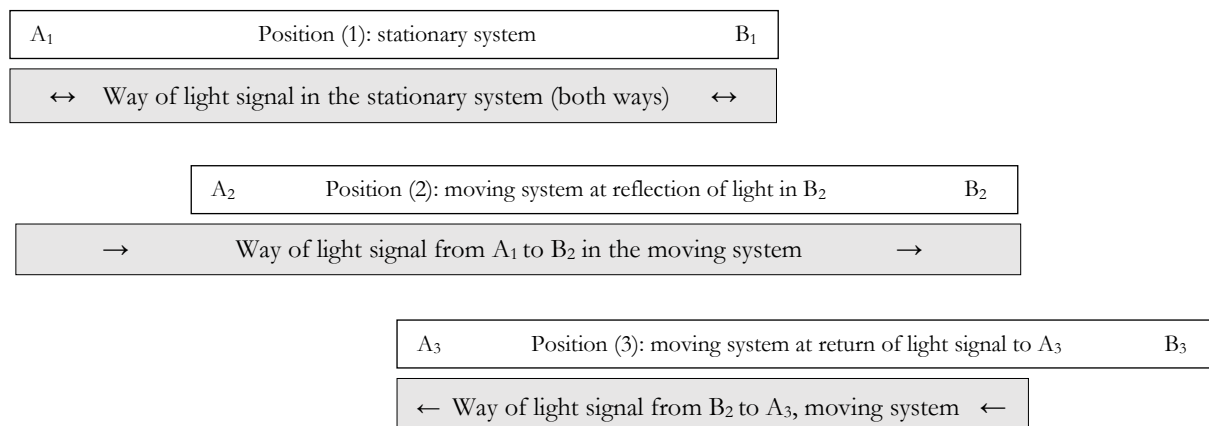 A₁ Position (1): stationary system B₁
↔ Way of light signal in the stationary system (both ways) ↔
A₂ Position (2): moving system at reflection of light in B₂ B₂
→ Way of light signal from A₁ to B₂ in the moving system →
A₃ Position (3): moving system at return of light signal to A₃ B₃
← Way of light signal from B₂ to A₃, moving system ←